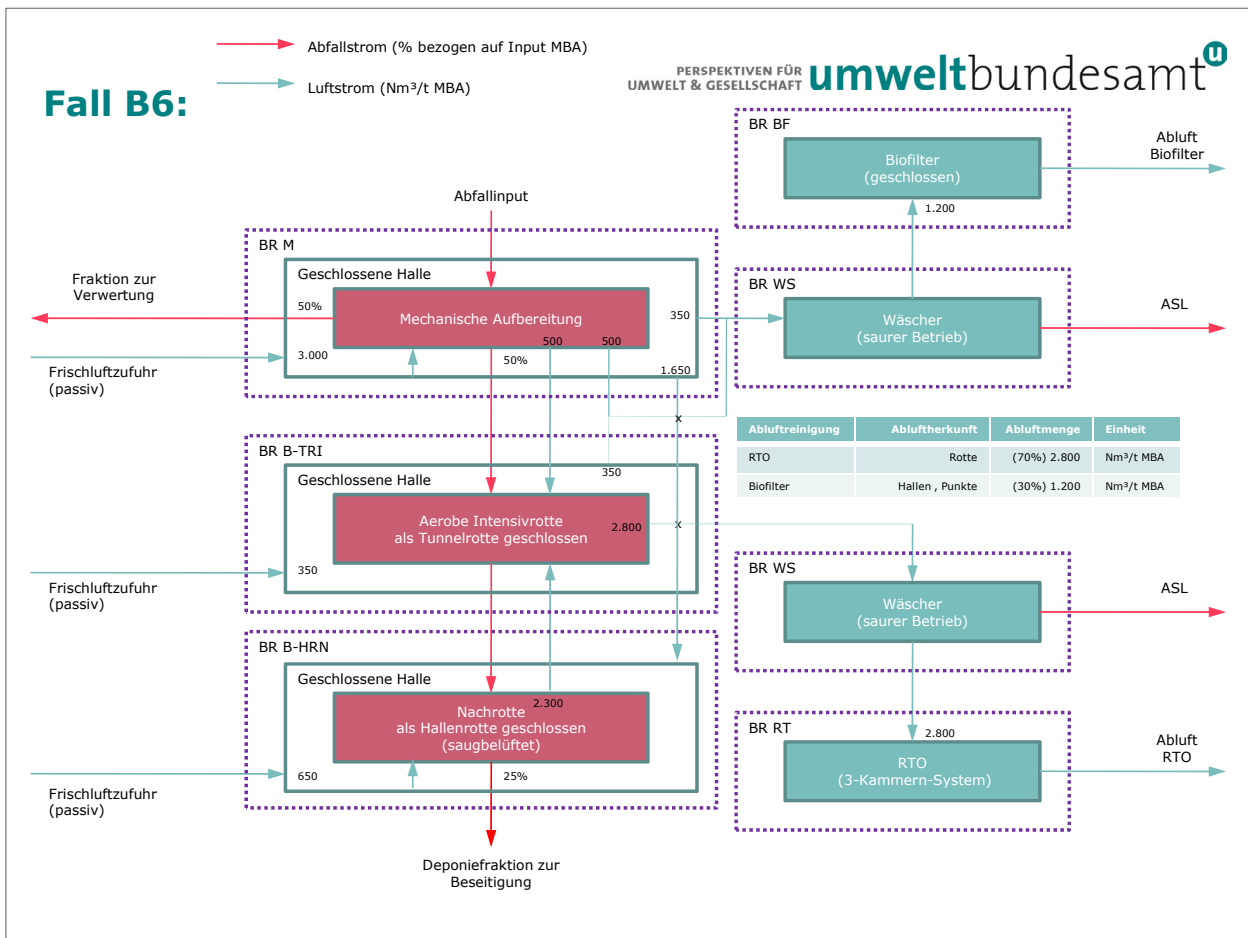 Abfallstrom (% bezogen auf Input MBA)
Luftstrom (Nm³/t MBA)
Fall B6:
PERSPEKTIVEN FÜR
UMWELT & GESELLSCHAFT
umweltbundesamt
u
BR BF
Biofilter
(geschlossen)
1.200
Abluft
Biofilter
Abfallinput
BR M
Geschlossene Halle
Fraktion zur
Verwertung
50%
Mechanische Aufbereitung
350
500
500
50%
3.000
1.650
Frischluftzufuhr
(passiv)
BR WS
Wäscher
(saurer Betrieb)
ASL
x
Abluftreinigung Abluftherkunft Abluftmenge Einheit
RTO Rotte (70%) 2.800 Nm³/t MBA
Biofilter Hallen , Punkte (30%) 1.200 Nm³/t MBA
BR B-TRI
Geschlossene Halle
350
Aerobe Intensivrotte
als Tunnelrotte geschlossen
2.800
x
350
Frischluftzufuhr
(passiv)
BR WS
Wäscher
(saurer Betrieb)
ASL
BR B-HRN
Geschlossene Halle
2.300
Nachrotte
als Hallenrotte geschlossen
(saugbelüftet)
650
25%
Frischluftzufuhr
(passiv)
BR RT
2.800
RTO
(3-Kammern-System)
Abluft
RTO
Deponiefraktion zur
Beseitigung